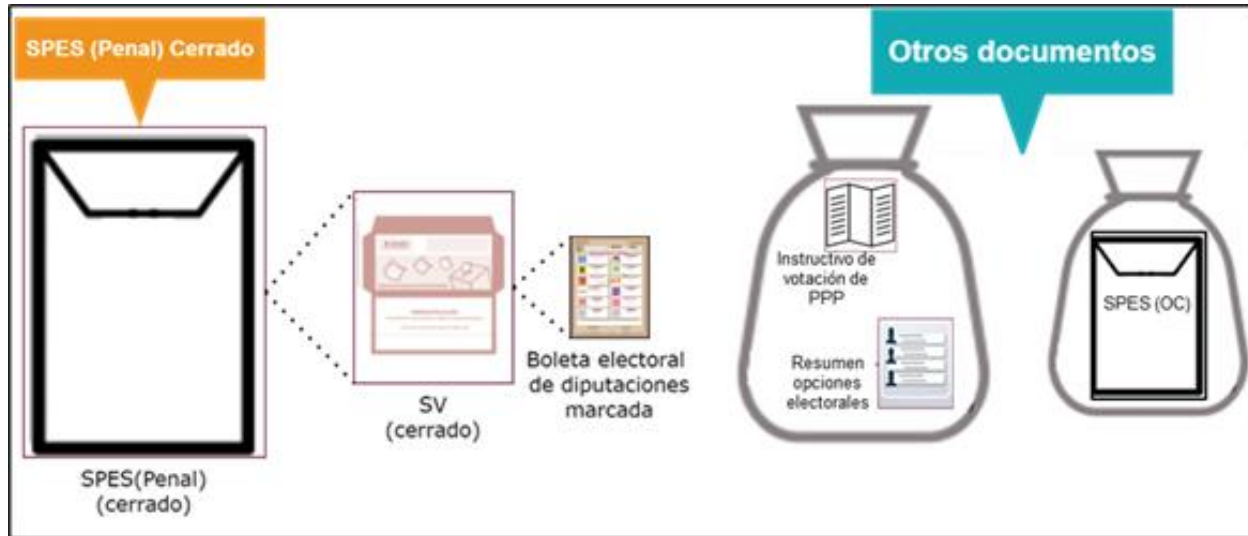 SPES (Penal) Cerrado
Otros documentos
SPES(Penal)
(cerrado)
SV
(cerrado)
Boleta electoral
de diputaciones
marcada
Instructivo de
votación de
PPP
Resumen
opciones
electorales
SPES (OC)